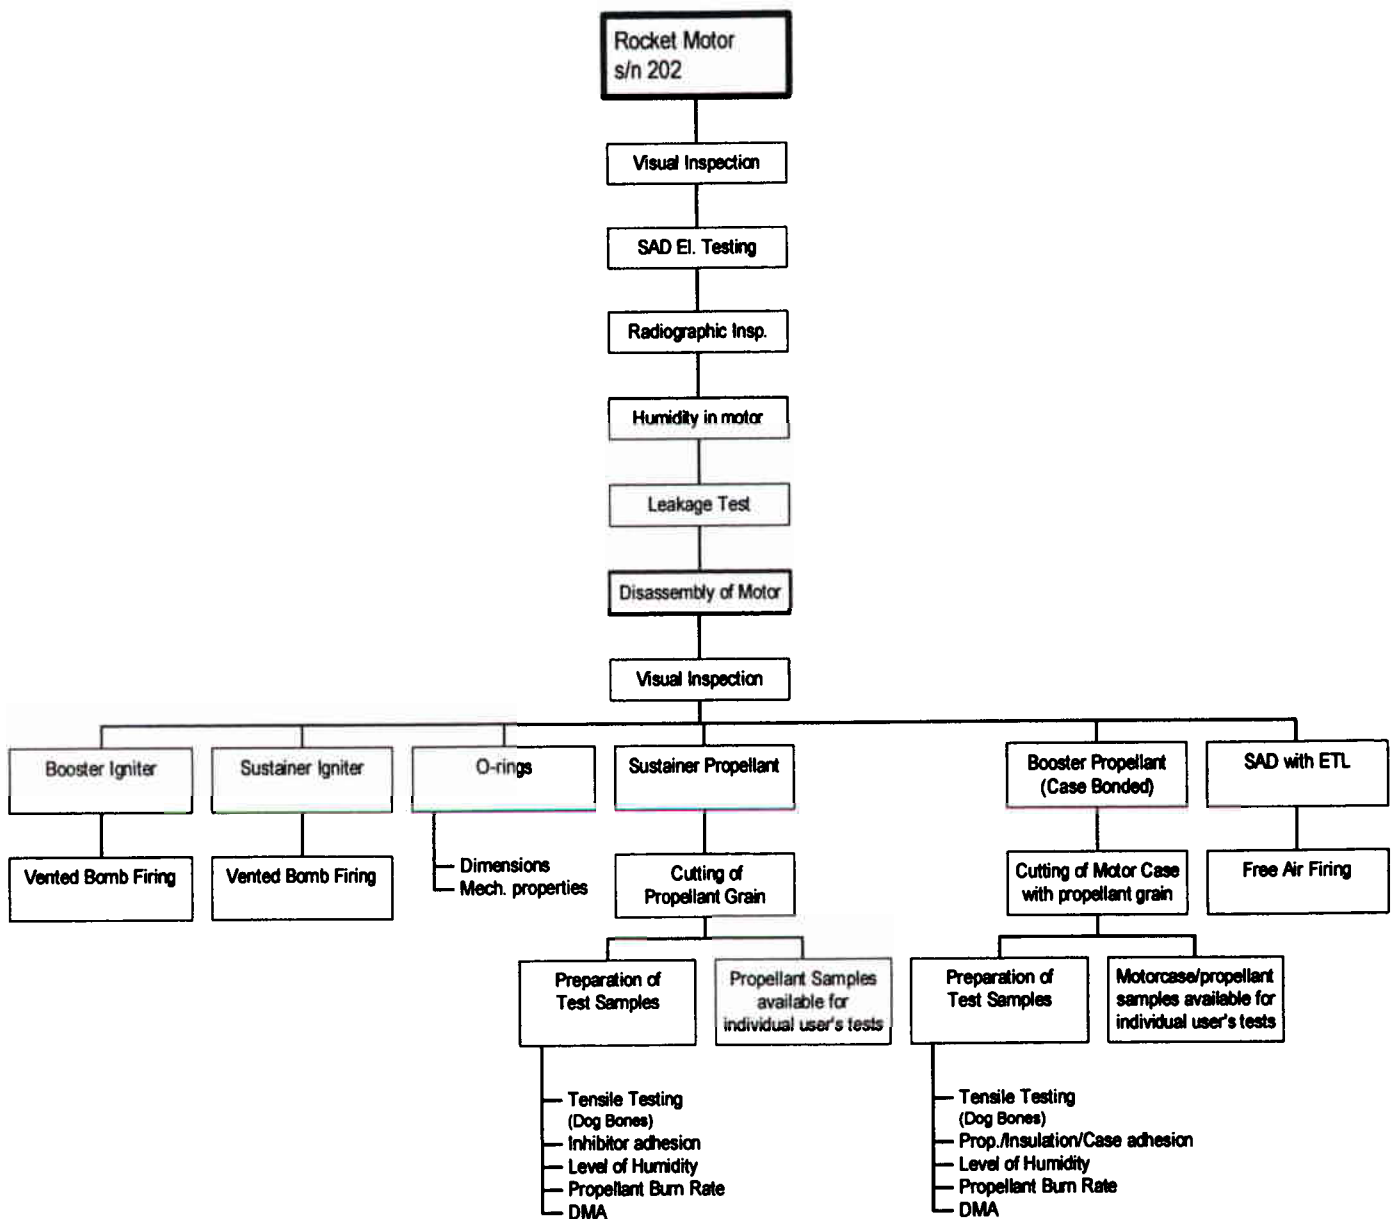 Rocket Motor
s/n 202
Visual Inspection
SAD El. Testing
Radiographic Insp.
Humidity in motor
Leakage Test
Disassembly of Motor
Visual Inspection
Booster Igniter
Sustainer Igniter
O-rings
Sustainer Propellant
Booster Propellant
(Case Bonded)
SAD with ETL
Vented Bomb Firing
Vented Bomb Firing
Dimensions
Mech. properties
Cutting of
Propellant Grain
Cutting of Motor Case
with propellant grain
Free Air Firing
Preparation of
Test Samples
Propellant Samples
available for
individual user's tests
Preparation of
Test Samples
Motorcase/propellant
samples available for
individual user's tests
Tensile Testing
(Dog Bones)
Inhibitor adhesion
Level of Humidity
Propellant Burn Rate
DMA
Tensile Testing
(Dog Bones)
Prop./Insulation/Case adhesion
Level of Humidity
Propellant Burn Rate
DMA